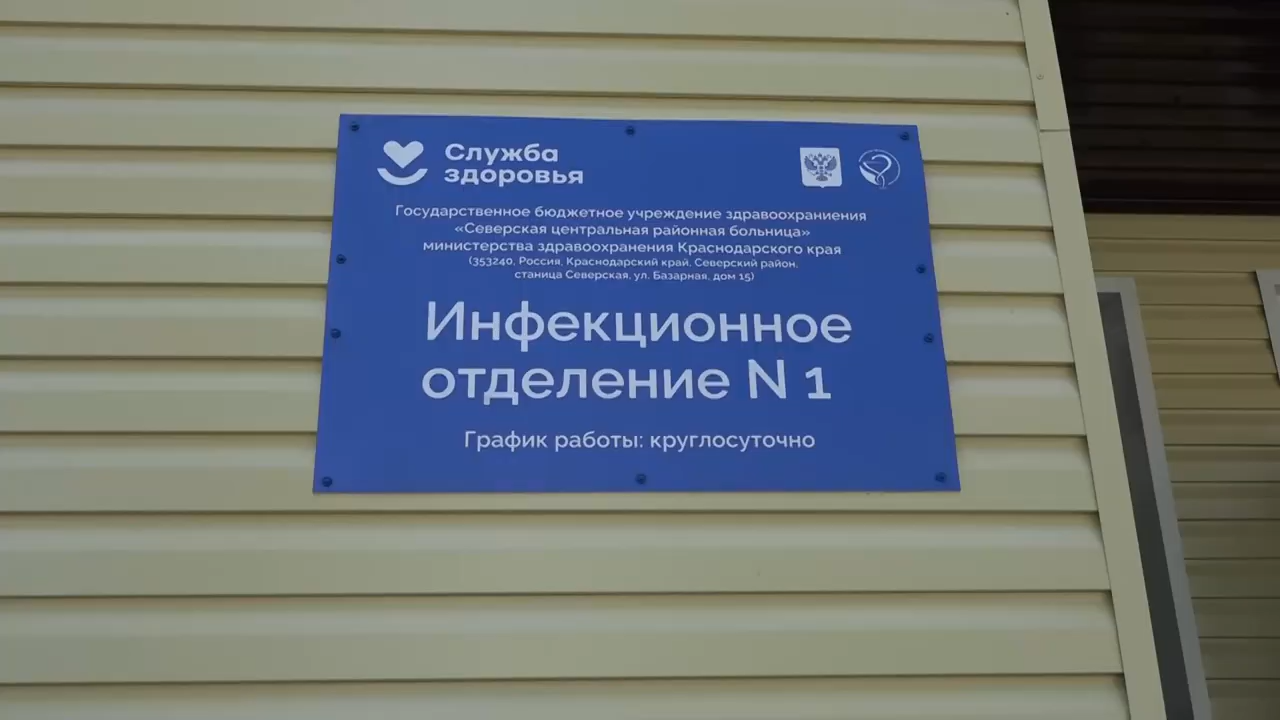 Служба
здоровья
Государственное бюджетное учреждение здравоохраниения
«Северская центральная районная больница»
министерства здравоохранения Краснодарского края
(353240, Россия, Краснодарский край, Северский район,
станица Северская, ул. Базарная, дом 15)
Инфекционное
отделение N 1
График работы: круглосуточно